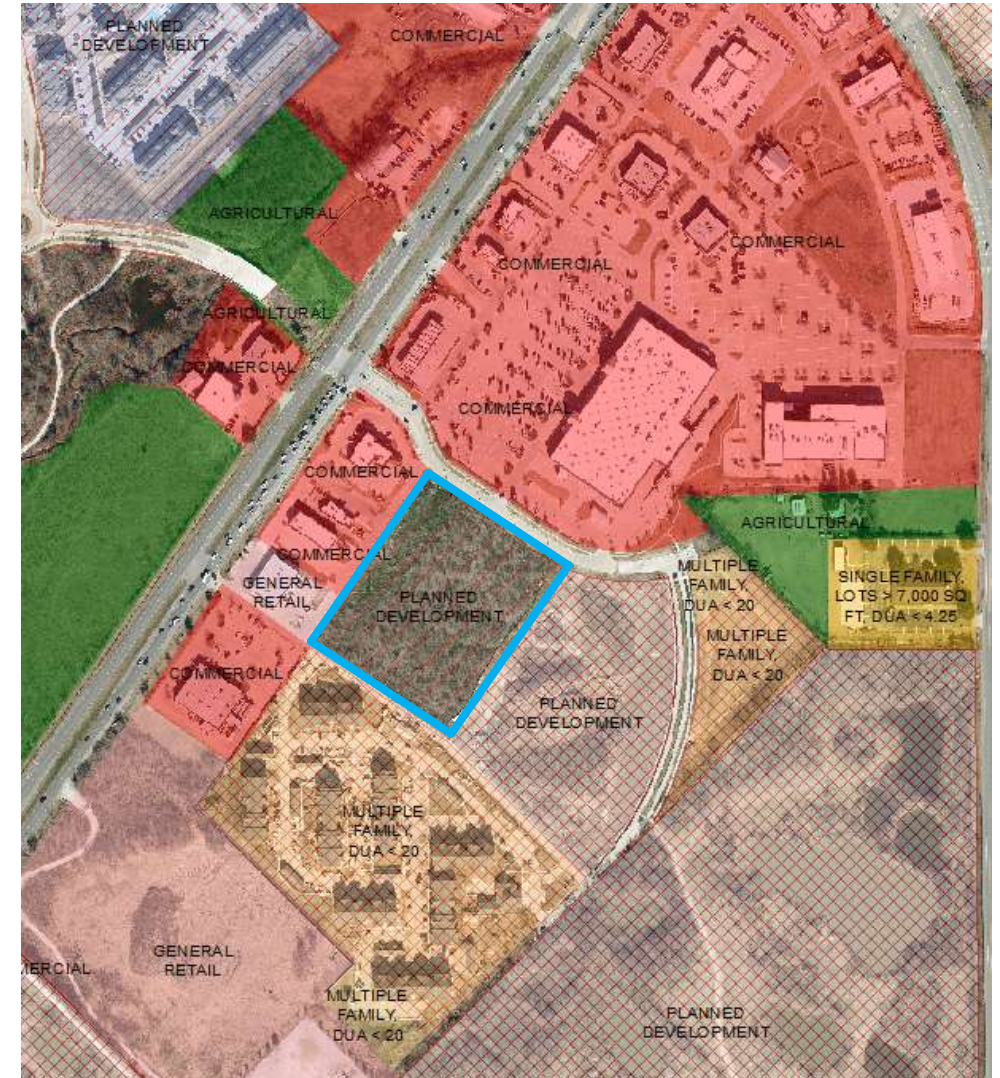 PLANNED
DEVELOPMENT
COMMERCIAL
AGRICULTURAL
COMMERCIAL
COMMERCIAL
AGRICULTURAL
COMMERCIAL
COMMERCIAL
COMMERCIAL
COMMERCIAL
GENERAL
RETAIL
PLANNED
DEVELOPMENT
AGRICULTURAL
MULTIPLE
FAMILY,
DUA < 20
SINGLE FAMILY,
LOTS > 7,000 SQ
FT, DUA < 4.25
MULTIPLE
FAMILY,
DUA < 20
COMMERCIAL
PLANNED
DEVELOPMENT
MULTIPLE
FAMILY,
DUA < 20
GENERAL
RETAIL
MERCIAL
MULTIPLE
FAMILY,
DUA < 20
PLANNED
DEVELOPMENT